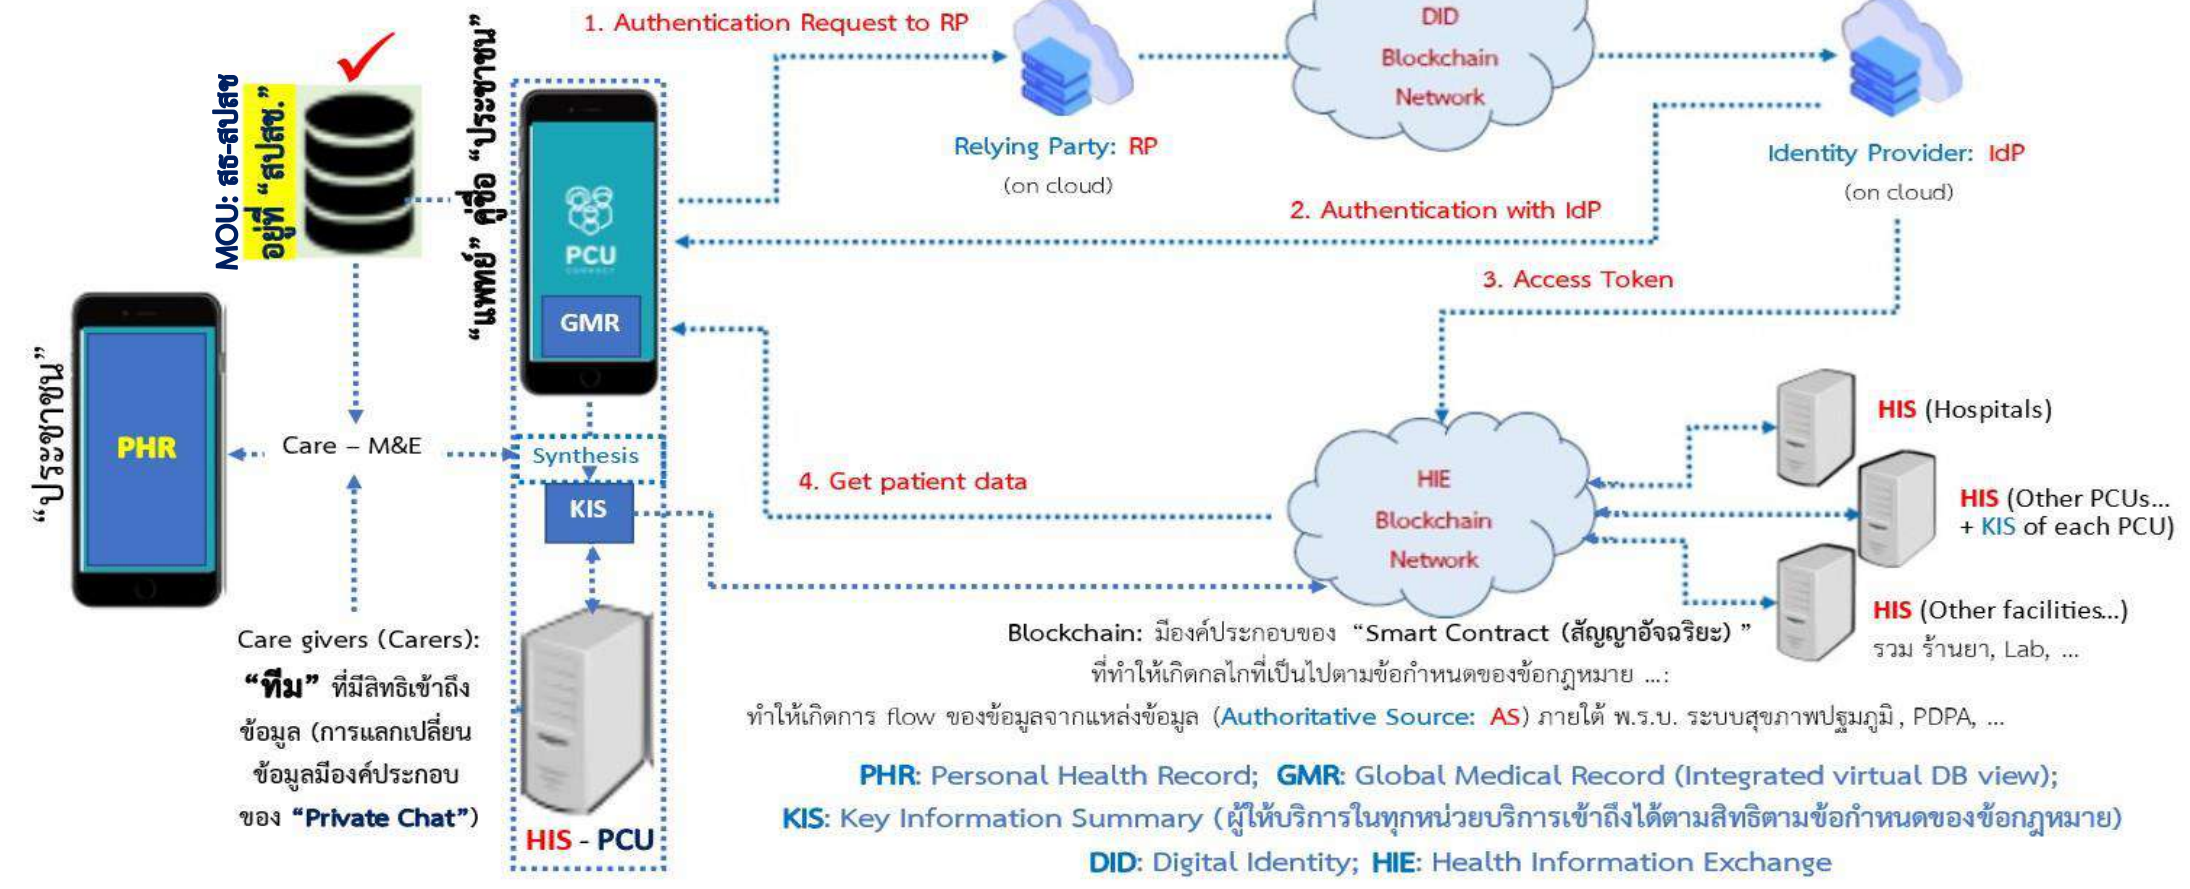 1. Authentication Request to RP
DID
Blockchain
Network
Relying Party: RP
(on cloud)
Identity Provider: IdP
(on cloud)
2. Authentication with IdP
3. Access Token
MOU: สธ-สปสช
อยู่ที่ “สปสช.”
“แพทย์” คู่ขอ “ประชาชน”
PCU
CONNECT
GMR
“ประชาชน”
PHR
Care – M&E
Synthesis
KIS
4. Get patient data
HIE
Blockchain
Network
HIS (Hospitals)
HIS (Other PCUs...
+ KIS of each PCU)
HIS (Other facilities...)
รวม ร้านยา, Lab, ...
Care givers (Carers):
“ทีม” ที่มีสิทธิเข้าถึง
ข้อมูล (การแลกเปลี่ยน
ข้อมูลมีองค์ประกอบ
ของ “Private Chat”)
HIS - PCU
Blockchain: มีองค์ประกอบของ “Smart Contract (สัญญาอัจฉริยะ) ”
ที่ทำให้เกิดกลไกที่เป็นไปตามข้อกำหนดของข้อกฎหมาย ...:
ทำให้เกิดการ flow ของข้อมูลจากแหล่งข้อมูล (Authoritative Source: AS) ภายใต้ พ.ร.บ. ระบบสุขภาพปฐมภูมิ, PDPA, ...
PHR: Personal Health Record; GMR: Global Medical Record (Integrated virtual DB view);
KIS: Key Information Summary (ผู้ให้บริการในทุกหน่วยบริการเข้าถึงได้ตามสิทธิตามข้อกำหนดของข้อกฎหมาย)
DID: Digital Identity; HIE: Health Information Exchange